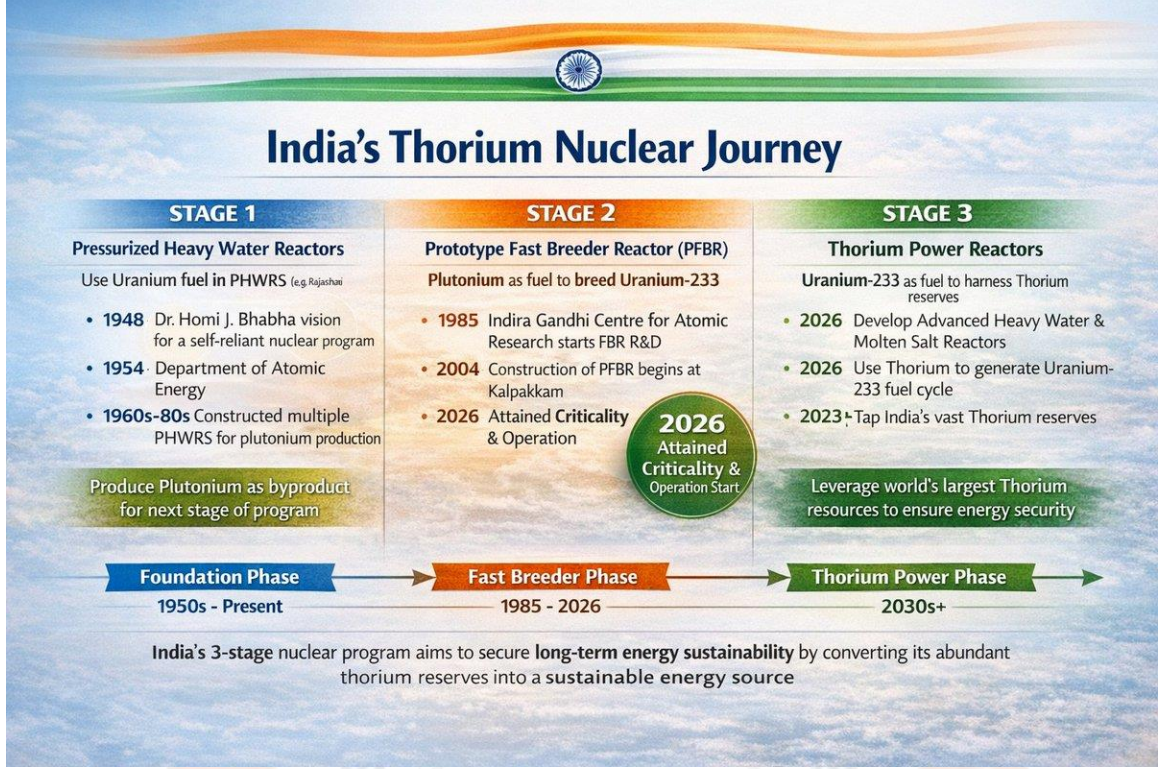 India's Thorium Nuclear Journey
STAGE 1
Pressurized Heavy Water Reactors
Use Uranium fuel in PHWRS (e.g. 
• 1948 Dr. Homi J. Bhabha vision
for a self-reliant nuclear program
• 1954 Department of Atomic
Energy
• 1960s-80s Constructed multiple
PHWRS for plutonium production
Produce Plutonium as byproduct
for next stage of program
STAGE 2
Prototype Fast Breeder Reactor (PFBR)
Plutonium as fuel to breed Uranium-233
• 1985 Indira Gandhi Centre for Atomic
Research starts FBR R&D
• 2004 Construction of PFBR begins at
Kalpakkam
• 2026 Attained Criticality
& Operation
2026
Attained
Criticality &
Operation Start
STAGE 3
Thorium Power Reactors
Uranium-233 as fuel to harness Thorium
reserves
• 2026 Develop Advanced Heavy Water &
Molten Salt Reactors
• 2026 Use Thorium to generate Uranium-
233 fuel cycle
• 2023 Tap India's vast Thorium reserves
Leverage world's largest Thorium
resources to ensure energy security
Foundation Phase
1950s - Present
Fast Breeder Phase
1985 - 2026
Thorium Power Phase
2030s+
India's 3-stage nuclear program aims to secure long-term energy sustainability by converting its abundant
thorium reserves into a sustainable energy source